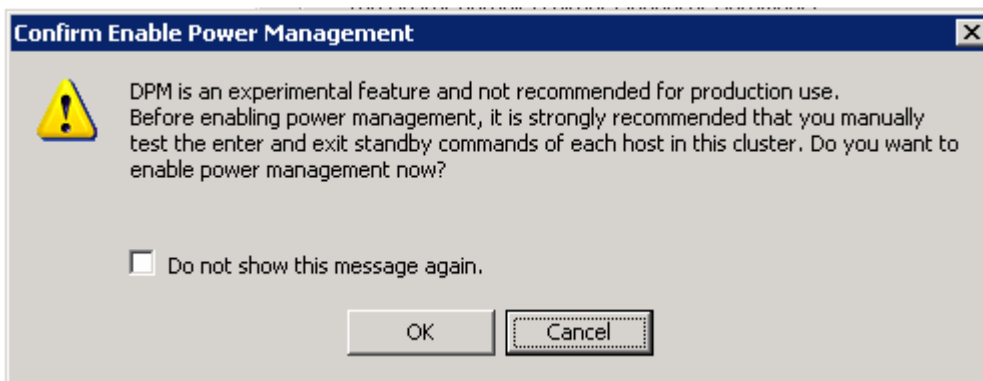 Confirm Enable Power Management
DPM is an experimental feature and not recommended for production use.
Before enabling power management, it is strongly recommended that you manually
test the enter and exit standby commands of each host in this cluster. Do you want to
enable power management now?
Do not show this message again.
OK
Cancel